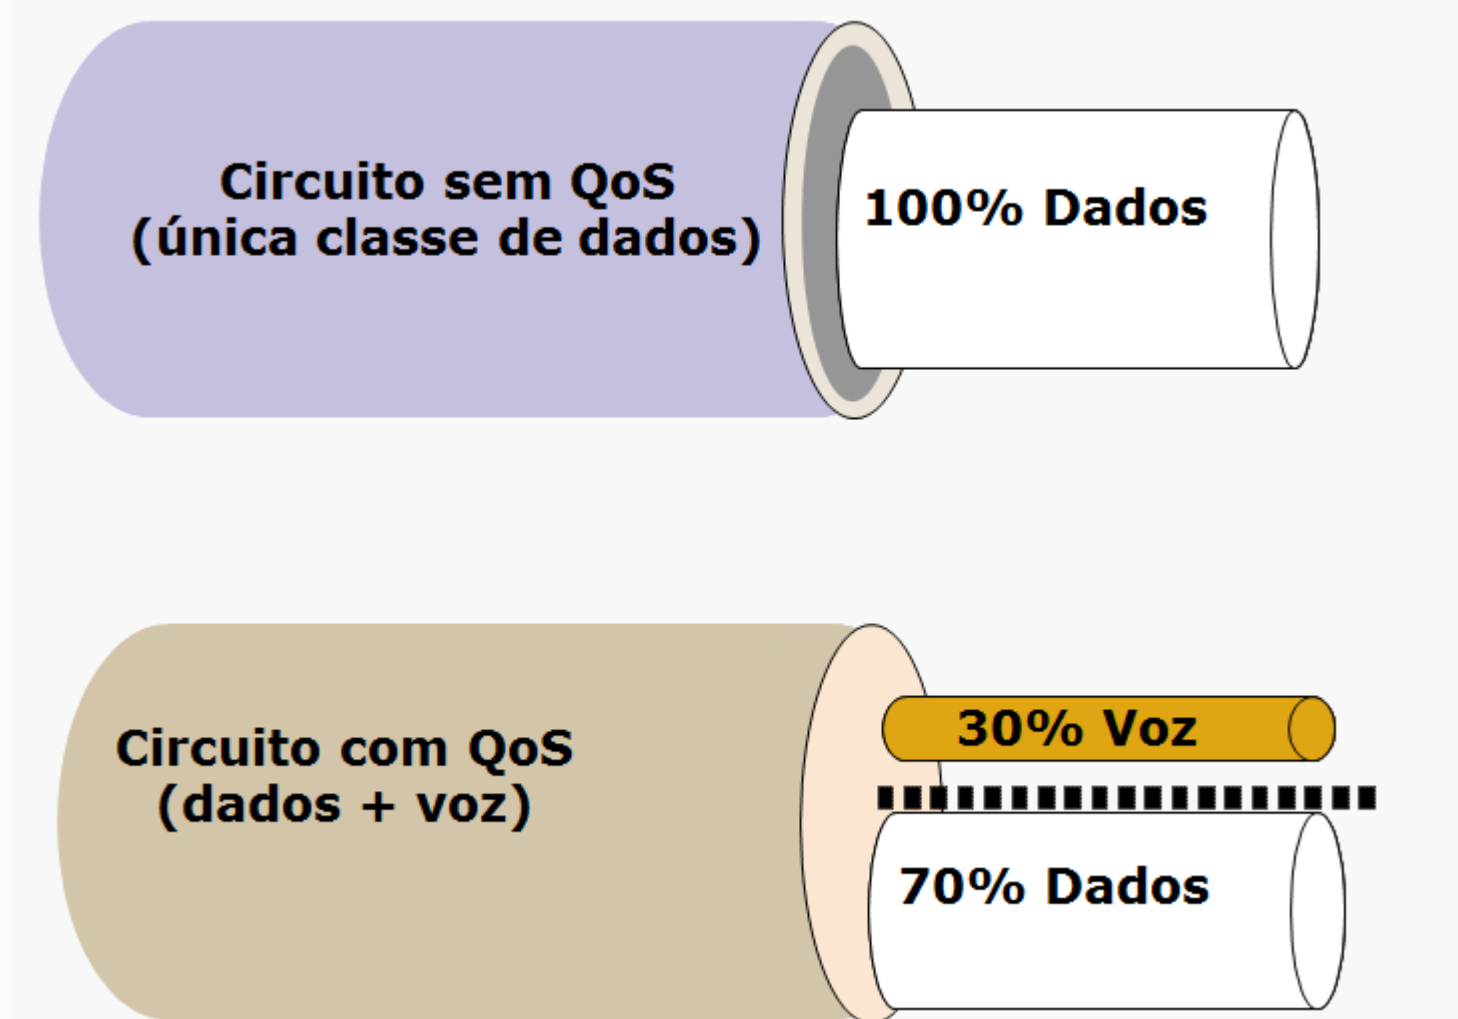 Circuito sem QoS
(única classe de dados)
100% Dados
Circuito com QoS
(dados + voz)
30% Voz
70% Dados